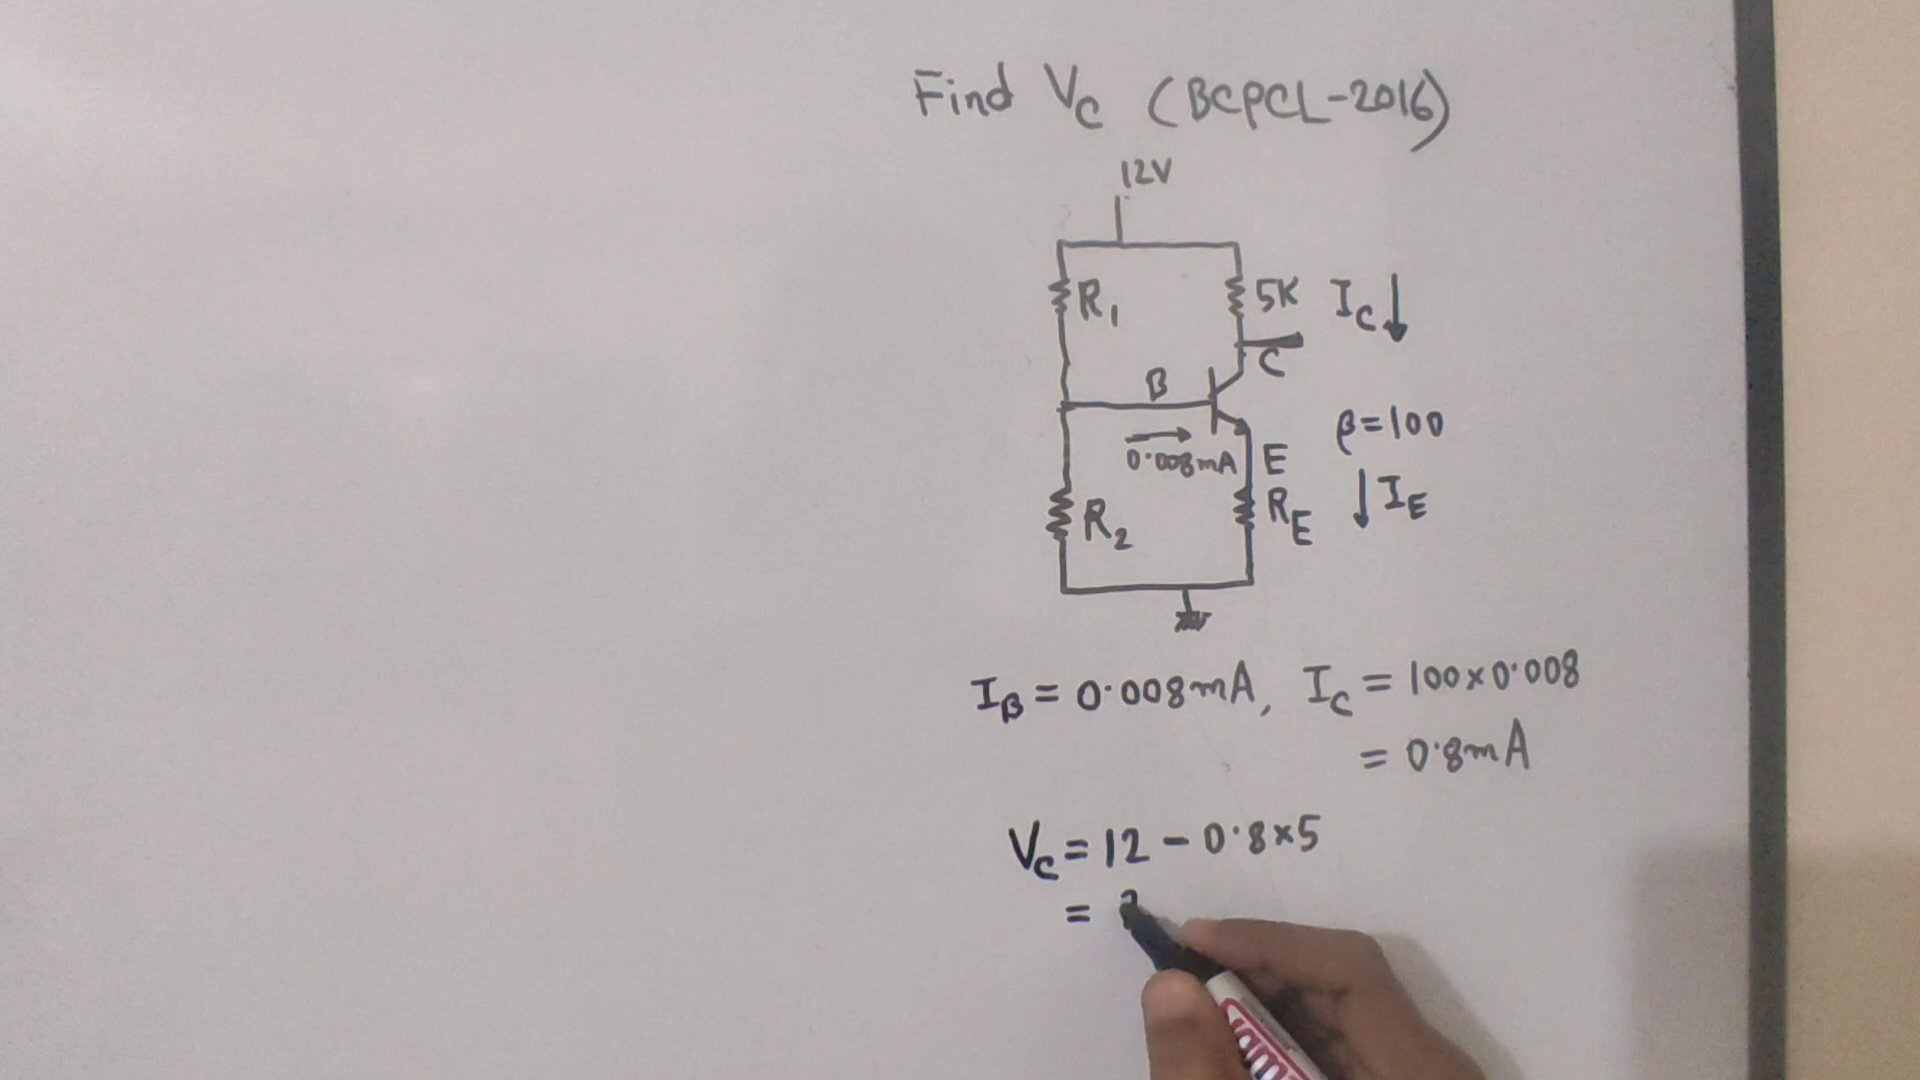 Find Vc (BCPCL-2016)
12V
R1
5K
Ic
C
B
β=100
0.008mA
E
R2
RE
IE
IB = 0.008mA, Ic = 100×0.008
= 0.8mA
Vc = 12 - 0.8×5
=